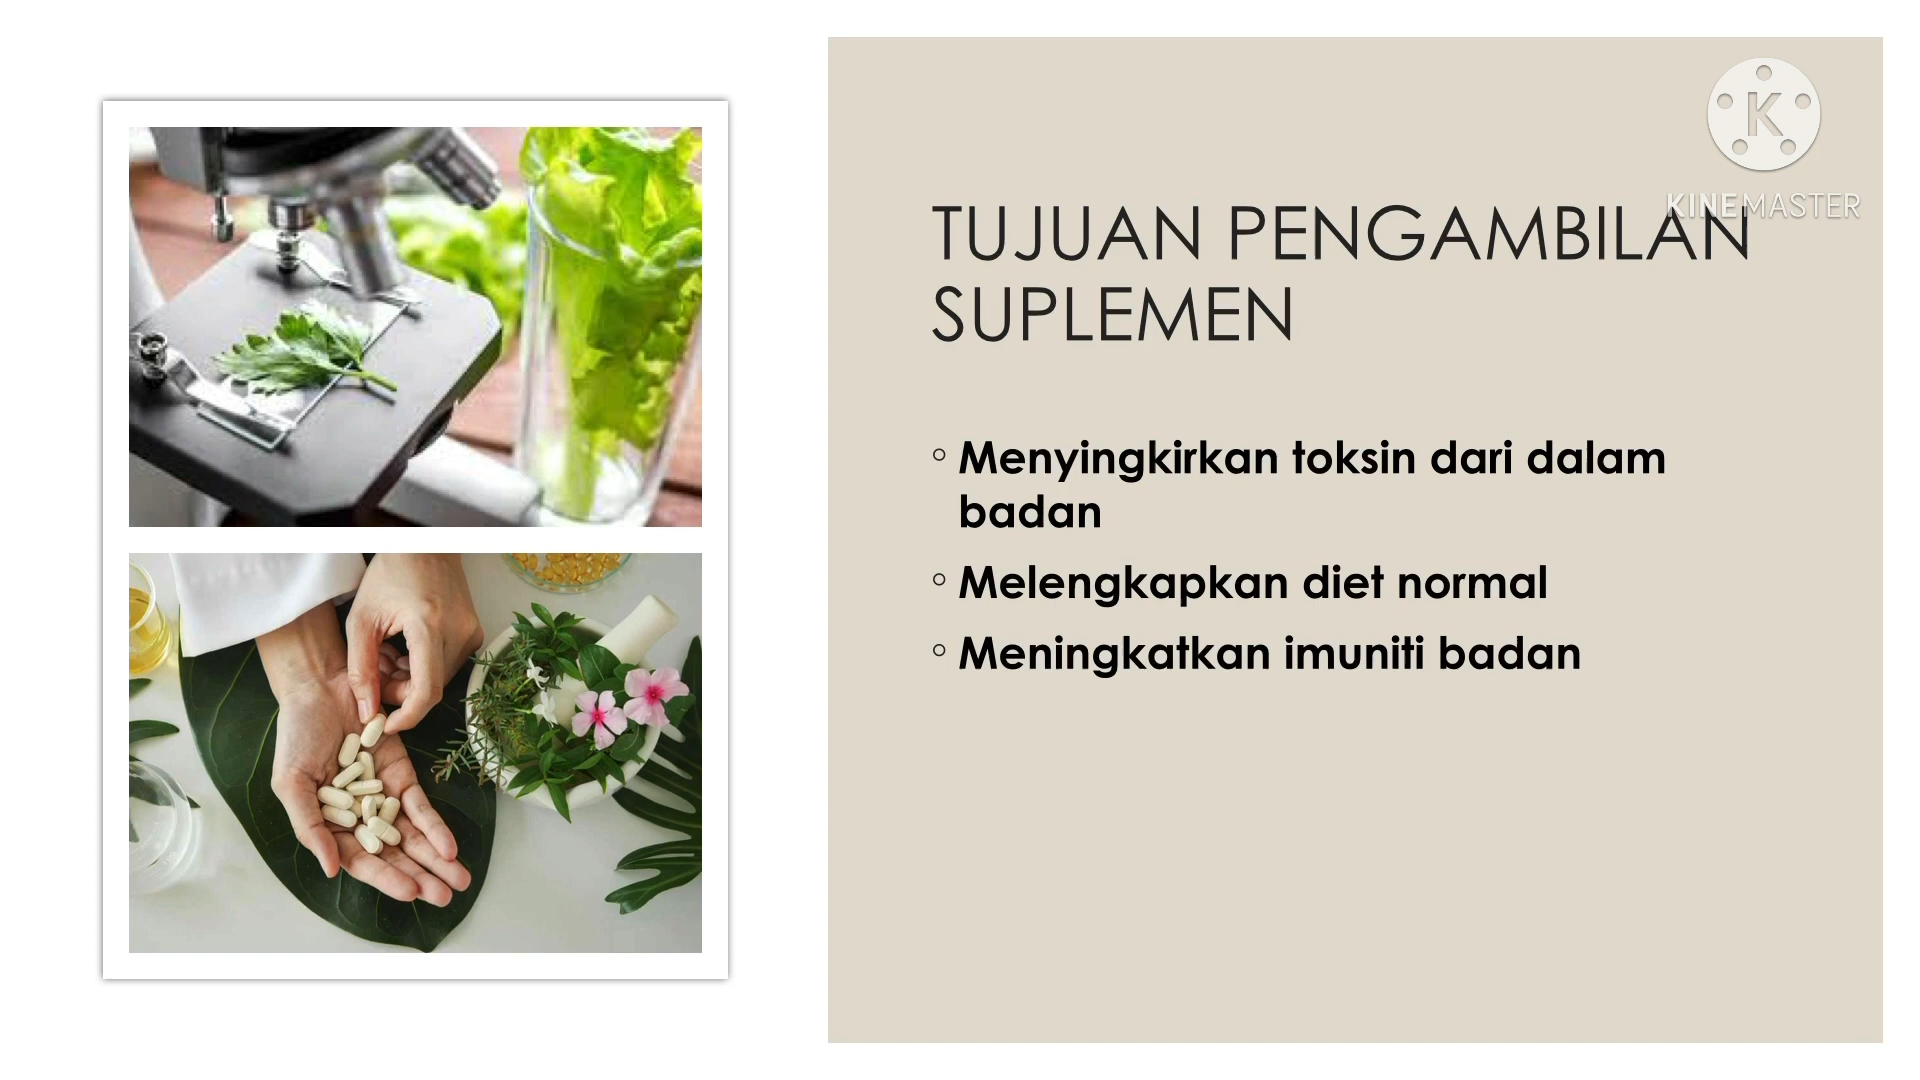 K
KINEMASTER
TUJUAN PENGAMBILAN
SUPLEMEN
Menyingkirkan toksin dari dalam
badan
Melengkapkan diet normal
Meningkatkan imuniti badan